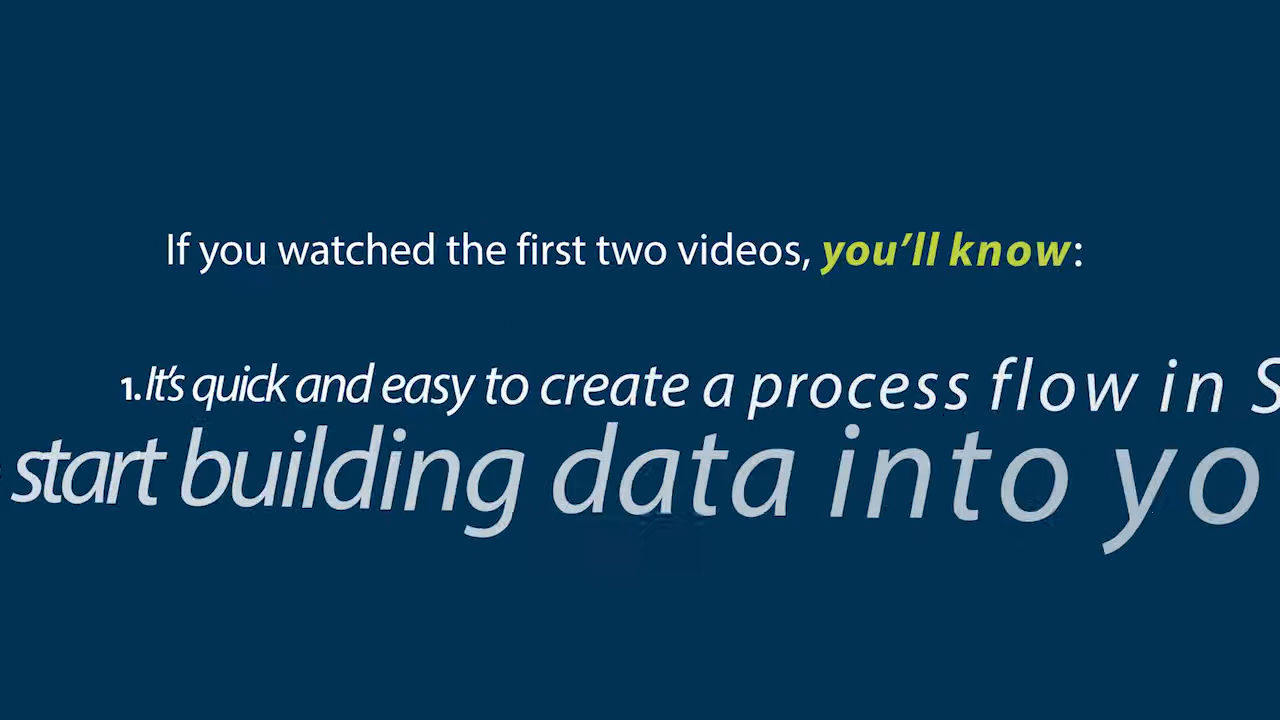 If you watched the first two videos, you'll know:
1. It's quick and easy to create a process flow in S
start building data into yo